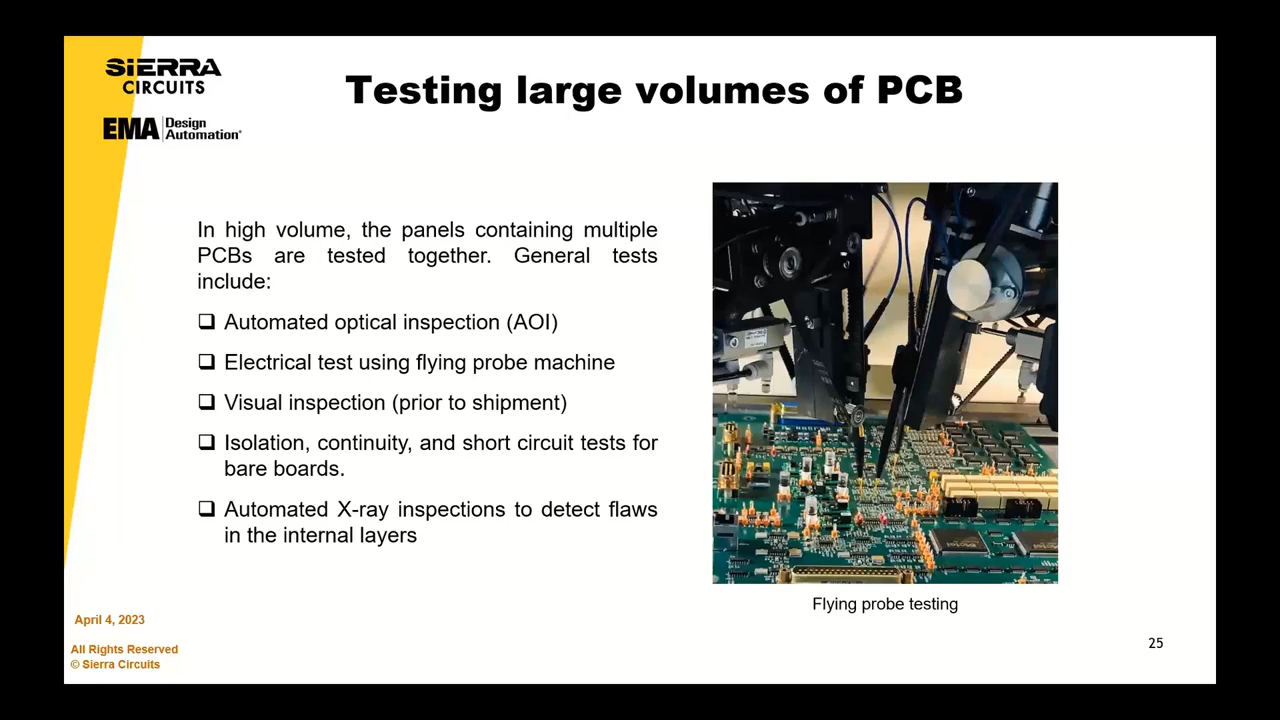 SIERRA
CIRCUITS
EMA Design
Automation®
Testing large volumes of PCB
In high volume, the panels containing multiple
PCBs are tested together. General tests
include:
❑ Automated optical inspection (AOI)
❑ Electrical test using flying probe machine
❑ Visual inspection (prior to shipment)
❑ Isolation, continuity, and short circuit tests for
bare boards.
❑ Automated X-ray inspections to detect flaws
in the internal layers
Flying probe testing
April 4, 2023
All Rights Reserved
© Sierra Circuits
25